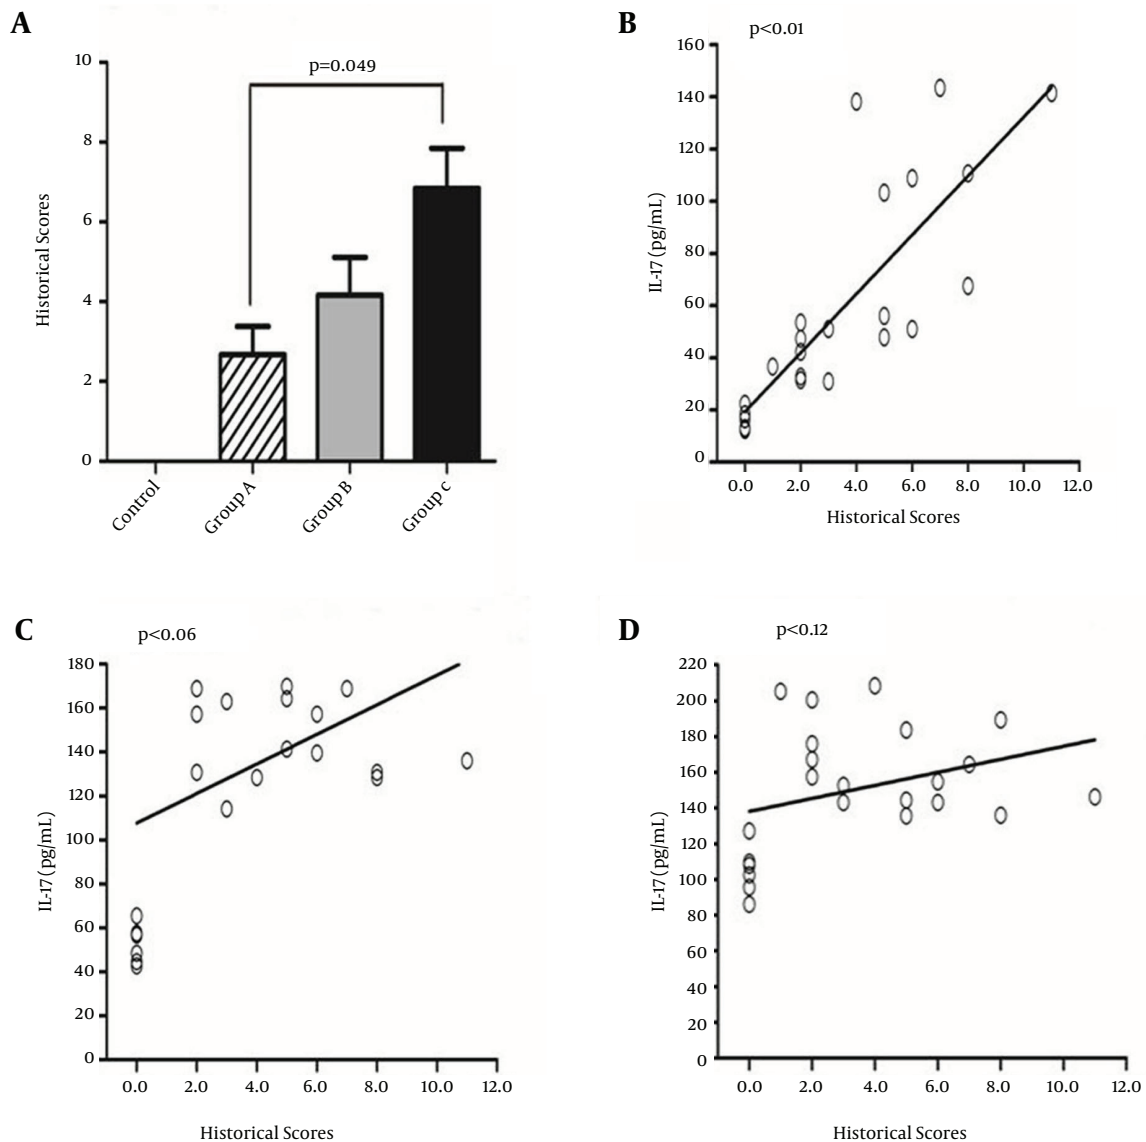 A
p=0.049
10
8
6
4
2
0
Historical Scores
Control
Group A
Group B
Group c
B
p<0.01
160
140
120
100
80
60
40
20
0
IL-17 (pg/mL)
0.0 2.0 4.0 6.0 8.0 10.0 12.0
Historical Scores
C
p<0.06
180
160
140
120
100
80
60
40
20
0
IL-17 (pg/mL)
0.0 2.0 4.0 6.0 8.0 10.0 12.0
Historical Scores
D
p<0.12
220
200
180
160
140
120
100
80
60
40
20
0
IL-17 (pg/mL)
0.0 2.0 4.0 6.0 8.0 10.0 12.0
Historical Scores